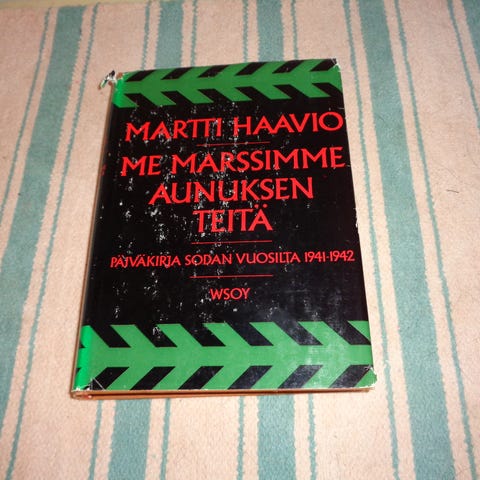 MARTTI HAAVIO
ME MARSSIMME
AUNUKSEN
TEITÄ
PÄIVÄKIRJA SODAN VUOSILTA 1941-1942
WSOY